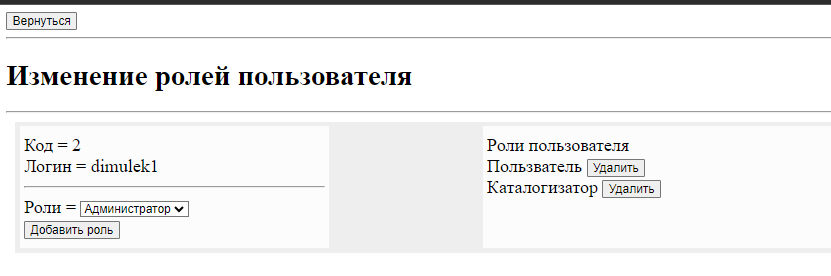 Вернуться
Изменение ролей пользователя
Код = 2
Логин = dimulek1
Роли = Администратор
Добавить роль
Роли пользователя
Пользватель Удалить
Каталогизатор Удалить